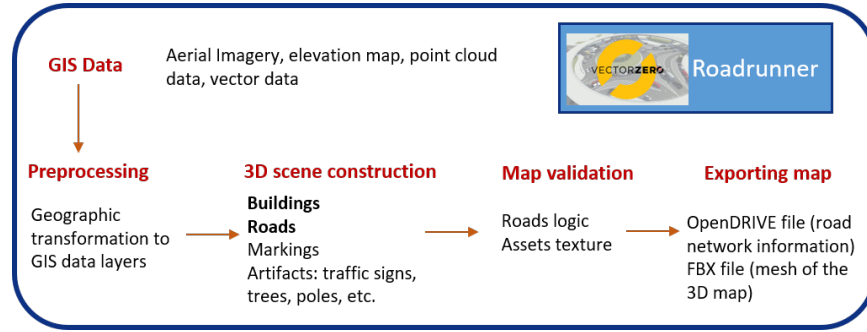 GIS Data
Aerial Imagery, elevation map, point cloud
data, vector data
VECTORZERO
Roadrunner
Preprocessing
Geographic
transformation to
GIS data layers
3D scene construction
Buildings
Roads
Markings
Artifacts: traffic signs,
trees, poles, etc.
Map validation
Roads logic
Assets texture
Exporting map
OpenDRIVE file (road
network information)
FBX file (mesh of the
3D map)